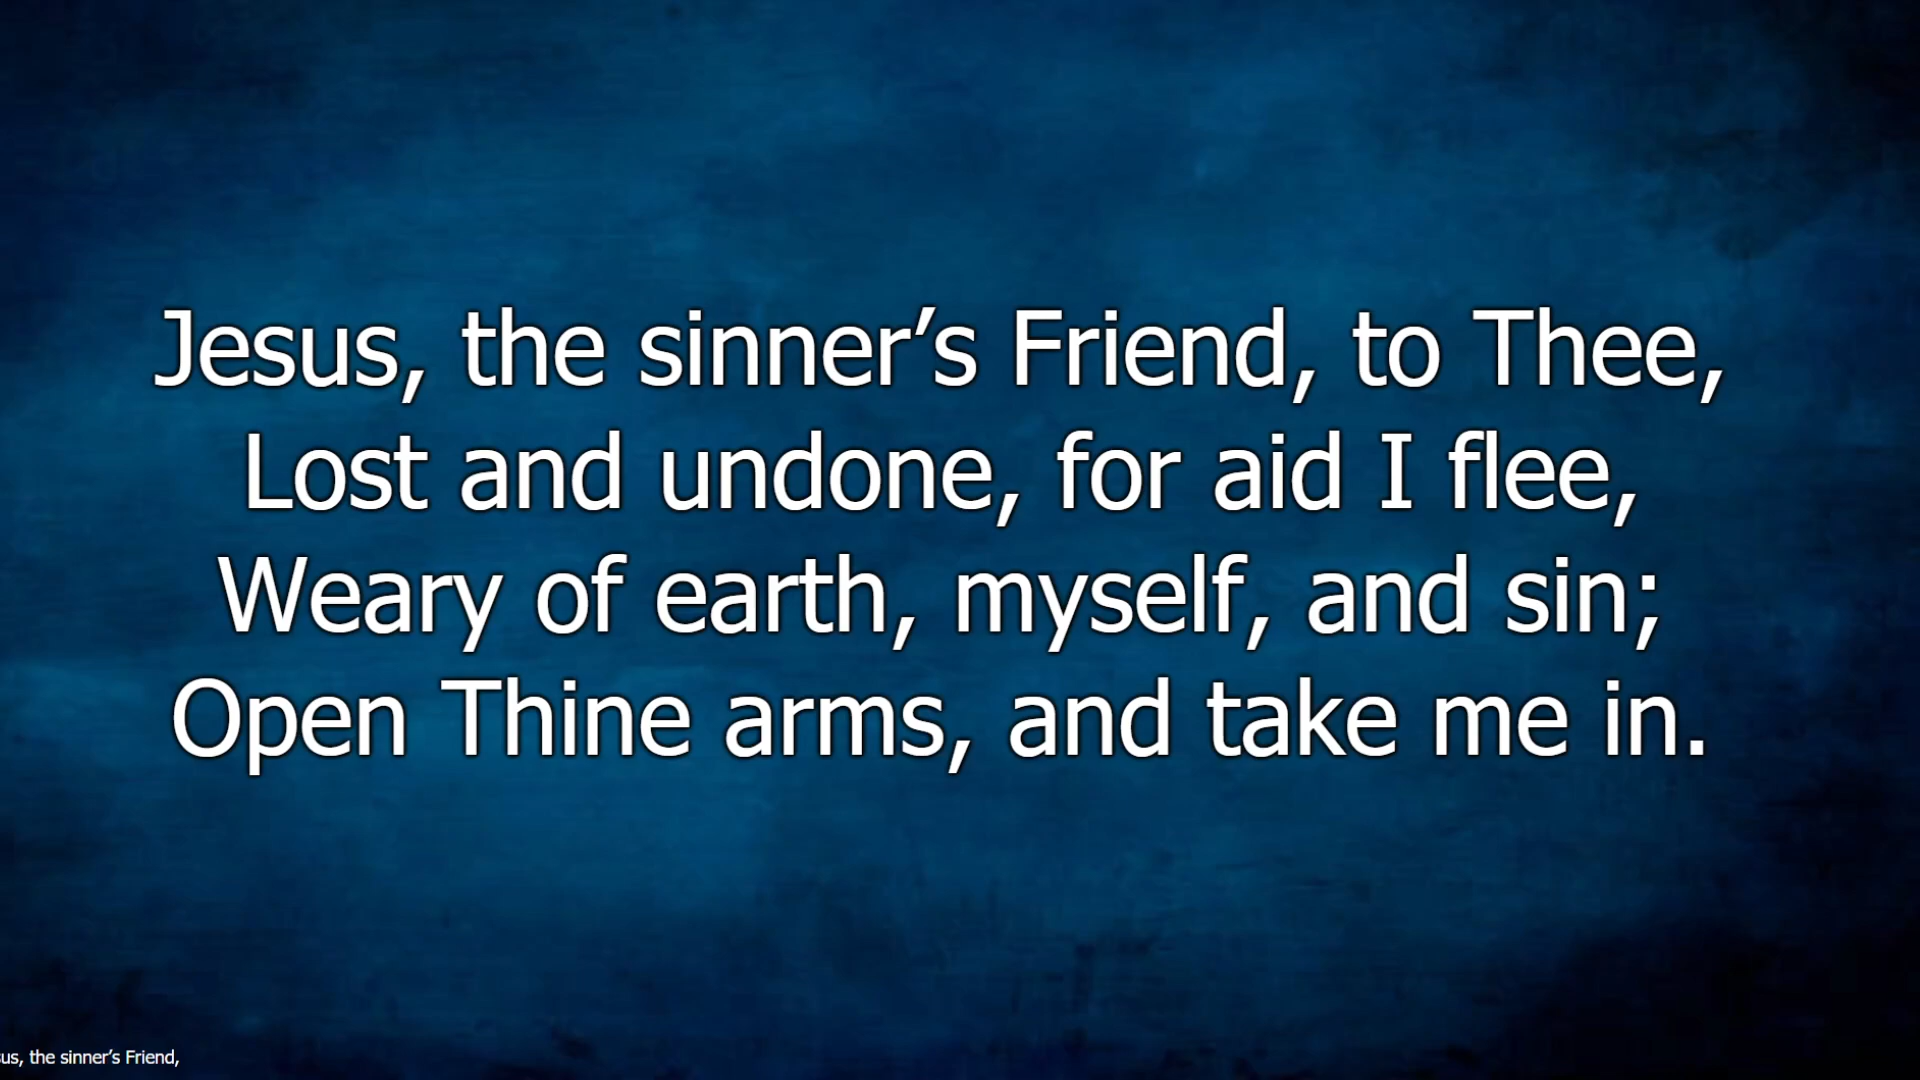 Jesus, the sinner’s Friend, to Thee,
Lost and undone, for aid I flee,
Weary of earth, myself, and sin;
Open Thine arms, and take me in.
us, the sinner’s Friend,